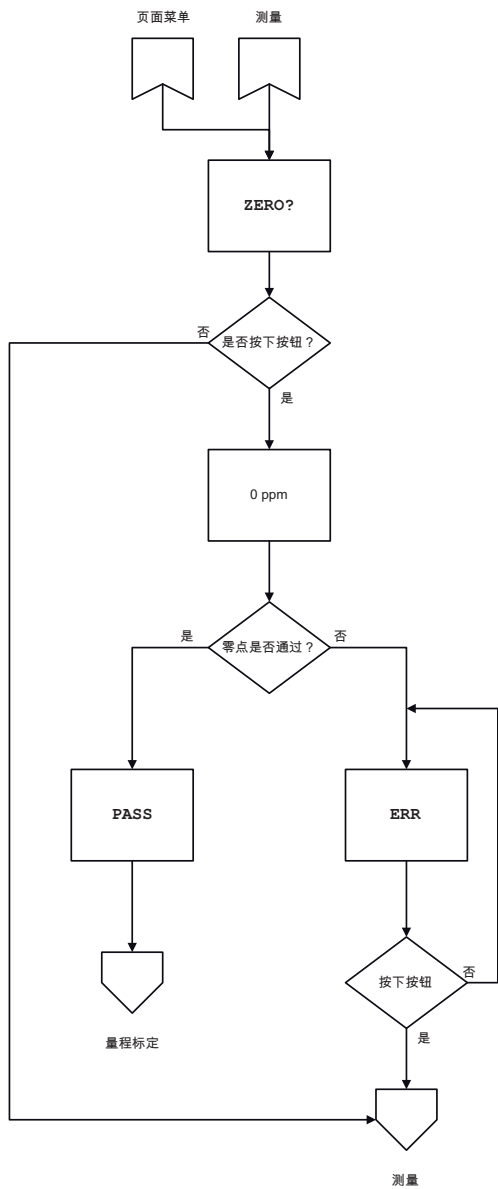 页面菜单
测量
ZERO?
否
是否按下按钮？
是
0 ppm
是
零点是否通过？
否
PASS
ERR
按下按钮
否
量程标定
是
测量